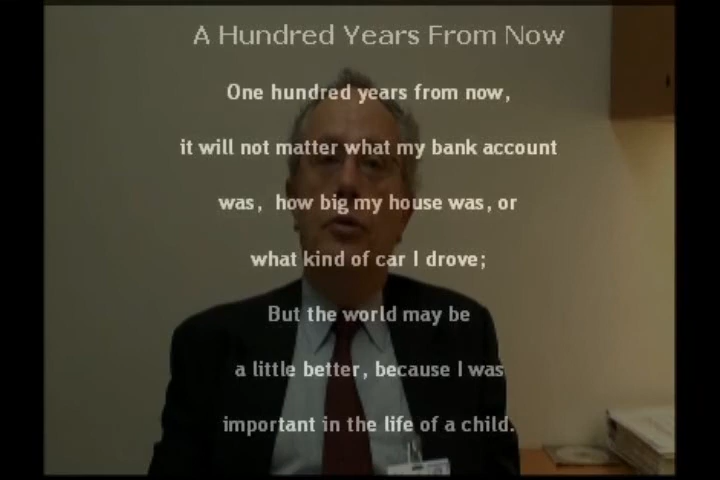 A Hundred Years From Now
One hundred years from now,
it will not matter what my bank account
was, how big my house was, or
what kind of car I drove;
But the world may be
a little better, because I was
important in the life of a child.